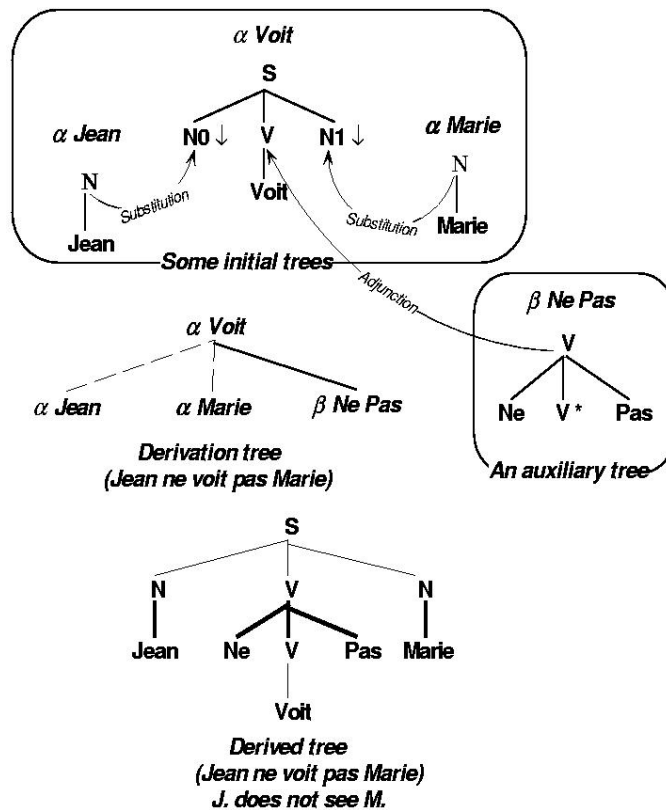 α Voit
S
α Jean
N0 ↓ V N1 ↓
α Marie
N
Substitution
Voit
Substitution
N
Jean
Marie
Some initial trees
Adjunction
β Ne Pas
V
Ne V * Pas
An auxiliary tree
α Voit
α Jean α Marie β Ne Pas
Derivation tree
(Jean ne voit pas Marie)
S
N V N
Jean Ne V Pas Marie
Voit
Derived tree
(Jean ne voit pas Marie)
J. does not see M.